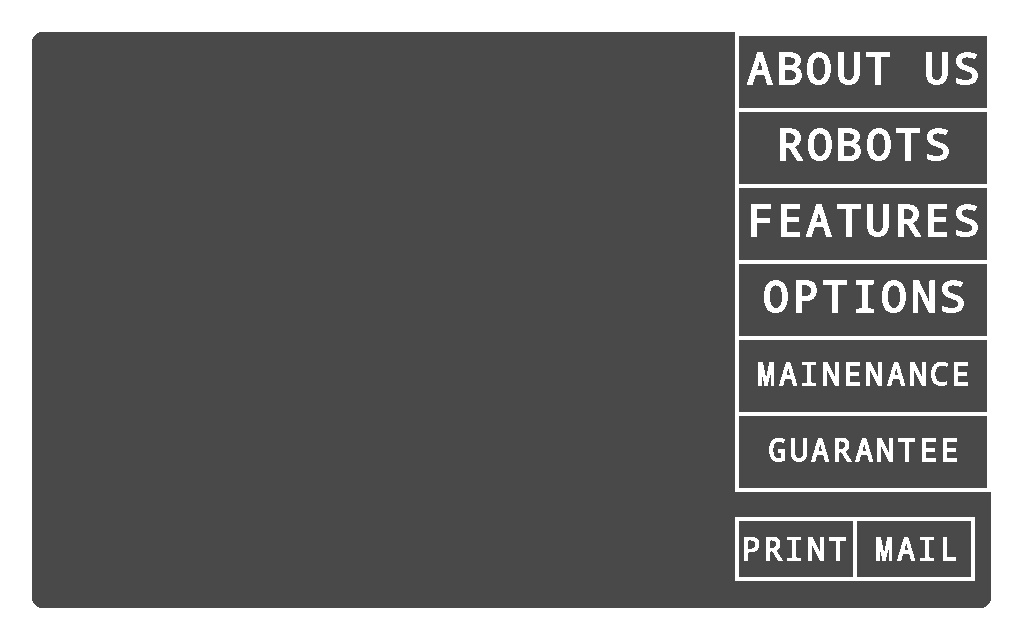 ABOUT US
ROBOTS
FEATURES
OPTIONS
MAINENANCE
GUARANTEE
PRINT MAIL